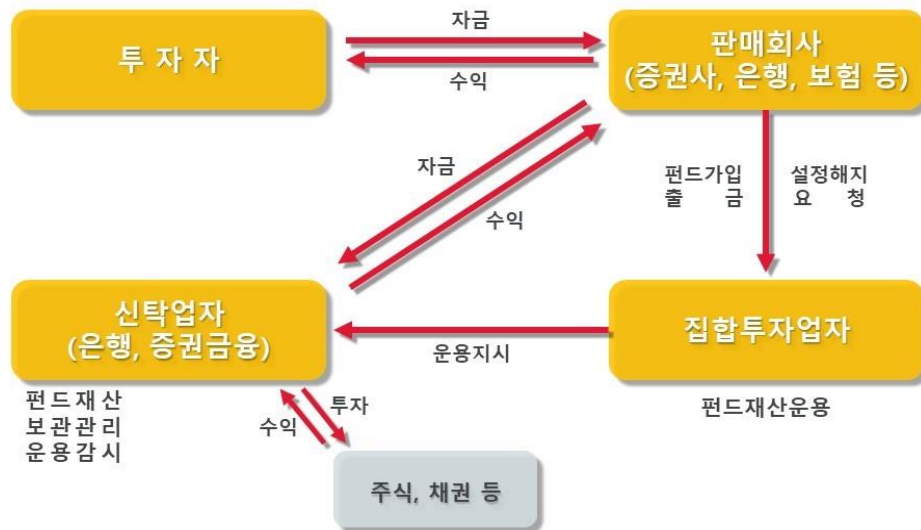 투 자 자
자금
수익
판매회사
(증권사, 은행, 보험 등)
자금
수익
펀드가입
출 금
설정해지
요 청
신탁업자
(은행, 증권금융)
운용지시
집합투자업자
펀드재산
보관관리
운용감시
수익
투자
펀드재산운용
주식, 채권 등